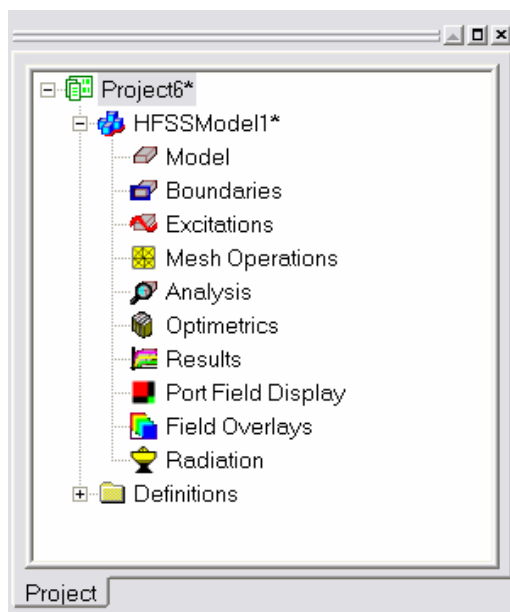 Project6*
HFSSModel1*
Model
Boundaries
Excitations
Mesh Operations
Analysis
Optimetrics
Results
Port Field Display
Field Overlays
Radiation
Definitions
Project